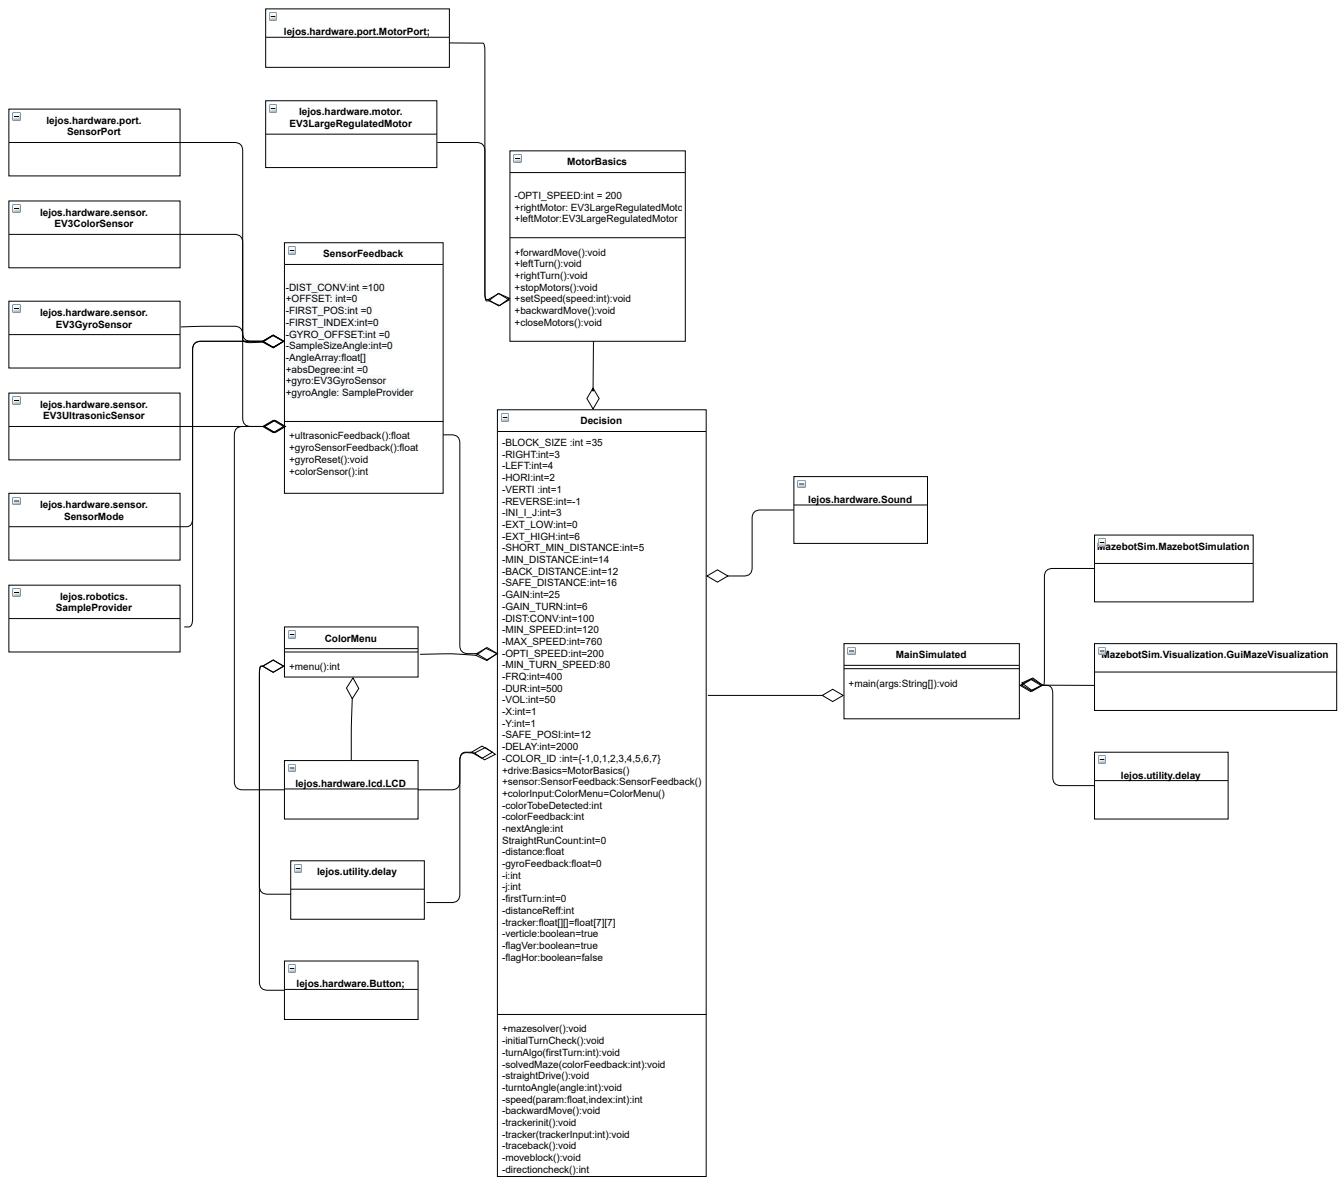 lejos.hardware.port.MotorPort;
lejos.hardware.motor.
EV3LargeRegulatedMotor
lejos.hardware.port.
SensorPort
lejos.hardware.sensor.
EV3ColorSensor
lejos.hardware.sensor.
EV3GyroSensor
lejos.hardware.sensor.
EV3UltrasonicSensor
lejos.hardware.sensor.
SensorMode
lejos.robotics.
SampleProvider
MotorBasics
-OPTI_SPEED:int = 200
+rightMotor: EV3LargeRegulatedMotc
+leftMotor:EV3LargeRegulatedMotor
+forwardMove():void
+leftTurn():void
+rightTurn():void
+stopMotors():void
+setSpeed(speed:int):void
+backwardMove():void
+closeMotors():void
SensorFeedback
-DIST_CONV:int =100
+OFFSET: int=0
-FIRST_POS:int =0
-FIRST_INDEX:int=0
-GYRO_OFFSET:int =0
-SampleSizeAngle:int=0
-AngleArray:float[]
+absDegree:int =0
+gyro:EV3GyroSensor
+gyroAngle: SampleProvider
+ultrasonicFeedback():float
+gyroSensorFeedback():float
+gyroReset():void
+colorSensor():int
ColorMenu
+menu():int
lejos.hardware.lcd.LCD
lejos.utility.delay
lejos.hardware.Button;
Decision
-BLOCK_SIZE :int =35
-RIGHT:int=3
-LEFT:int=4
-HORI:int=2
-VERTI :int=1
-REVERSE:int=-1
-INI_I_J:int=3
-EXT_LOW:int=0
-EXT_HIGH:int=6
-SHORT_MIN_DISTANCE:int=5
-MIN_DISTANCE:int=14
-BACK_DISTANCE:int=12
-SAFE_DISTANCE:int=16
-GAIN:int=25
-GAIN_TURN:int=6
-DIST:CONV:int=100
-MIN_SPEED:int=120
-MAX_SPEED:int=760
-OPTI_SPEED:int=200
-MIN_TURN_SPEED:80
-FRQ:int=400
-DUR:int=500
-VOL:int=50
-X:int=1
-Y:int=1
-SAFE_POSI:int=12
-DELAY:int=2000
-COLOR_ID :int={-1,0,1,2,3,4,5,6,7}
+drive:Basics=MotorBasics()
+sensor:SensorFeedback:SensorFeedback()
+colorInput:ColorMenu=ColorMenu()
-colorTobeDetected:int
-colorFeedback:int
-nextAngle:int
StraightRunCount:int=0
-distance:float
-gyroFeedback:float=0
-i:int
-j:int
-firstTurn:int=0
-distanceReff:int
-tracker:float[][]=float[7][7]
-verticle:boolean=true
-flagVer:boolean=true
-flagHor:boolean=false
+mazesolver():void
-initialTurnCheck():void
-turnAlgo(firstTurn:int):void
-solvedMaze(colorFeedback:int):void
-straightDrive():void
-turntoAngle(angle:int):void
-speed(param:float,index:int):int
-backwardMove():void
-trackerinit():void
-tracker(trackerInput:int):void
-traceback():void
-moveblock():void
-directioncheck():int
lejos.hardware.Sound
MainSimulated
+main(args:String[]):void
MazebotSim.MazebotSimulation
MazebotSim.Visualization.GuiMazeVisualization
lejos.utility.delay